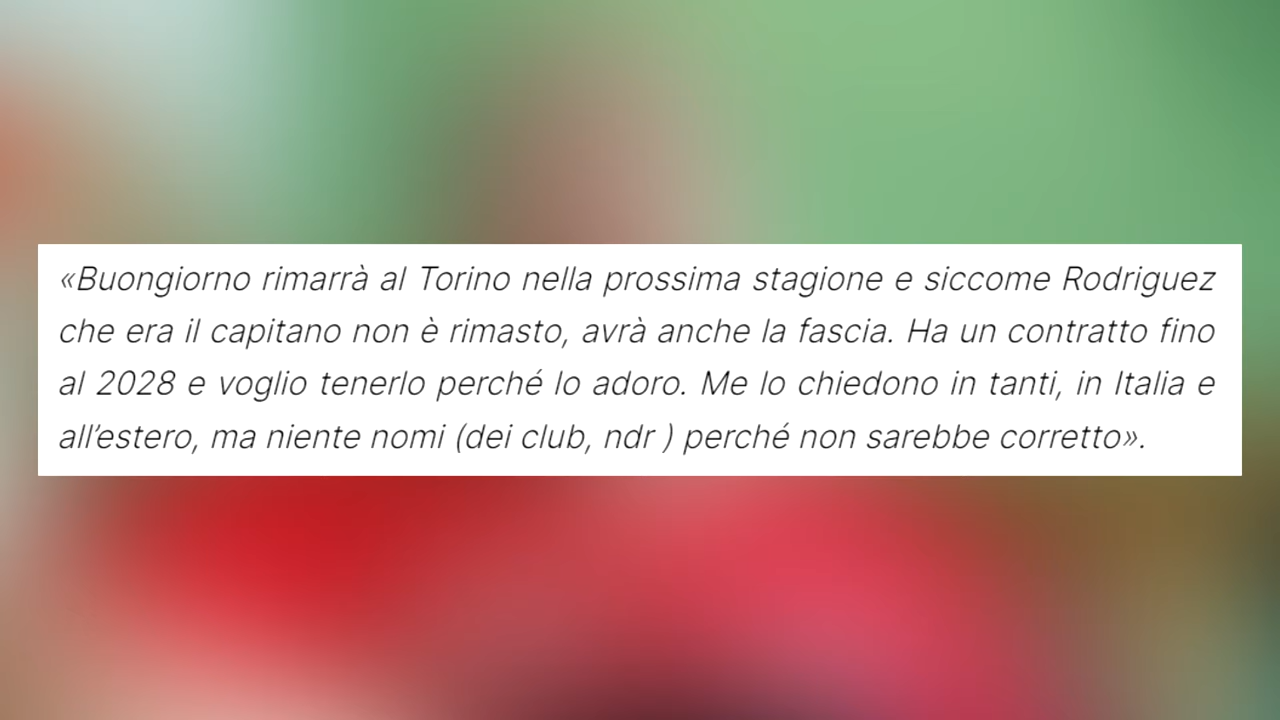 «Buongiorno rimarrà al Torino nella prossima stagione e siccome Rodriguez
che era il capitano non è rimasto, avrà anche la fascia. Ha un contratto fino
al 2028 e voglio tenerlo perché lo adoro. Me lo chiedono in tanti, in Italia e
all’estero, ma niente nomi (dei club, ndr ) perché non sarebbe corretto».